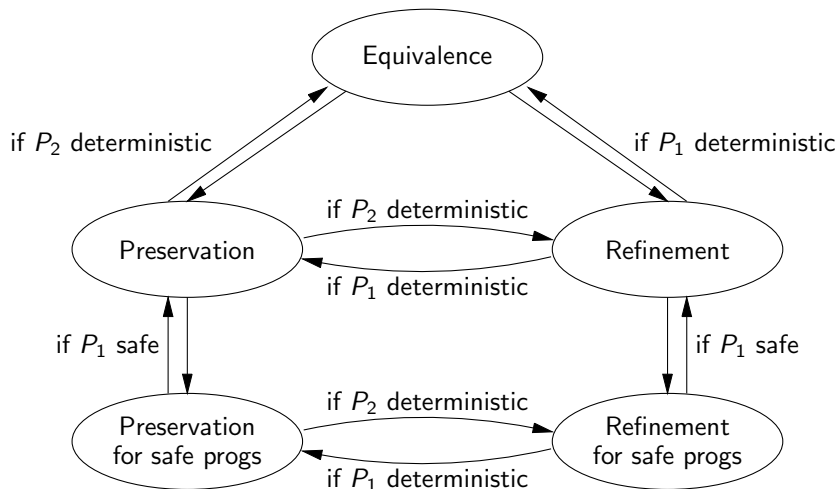 Equivalence
if P₂ deterministic
if P₁ deterministic
if P₂ deterministic
Preservation
Refinement
if P₁ deterministic
if P₁ safe
if P₁ safe
if P₂ deterministic
Preservation
for safe progs
Refinement
for safe progs
if P₁ deterministic